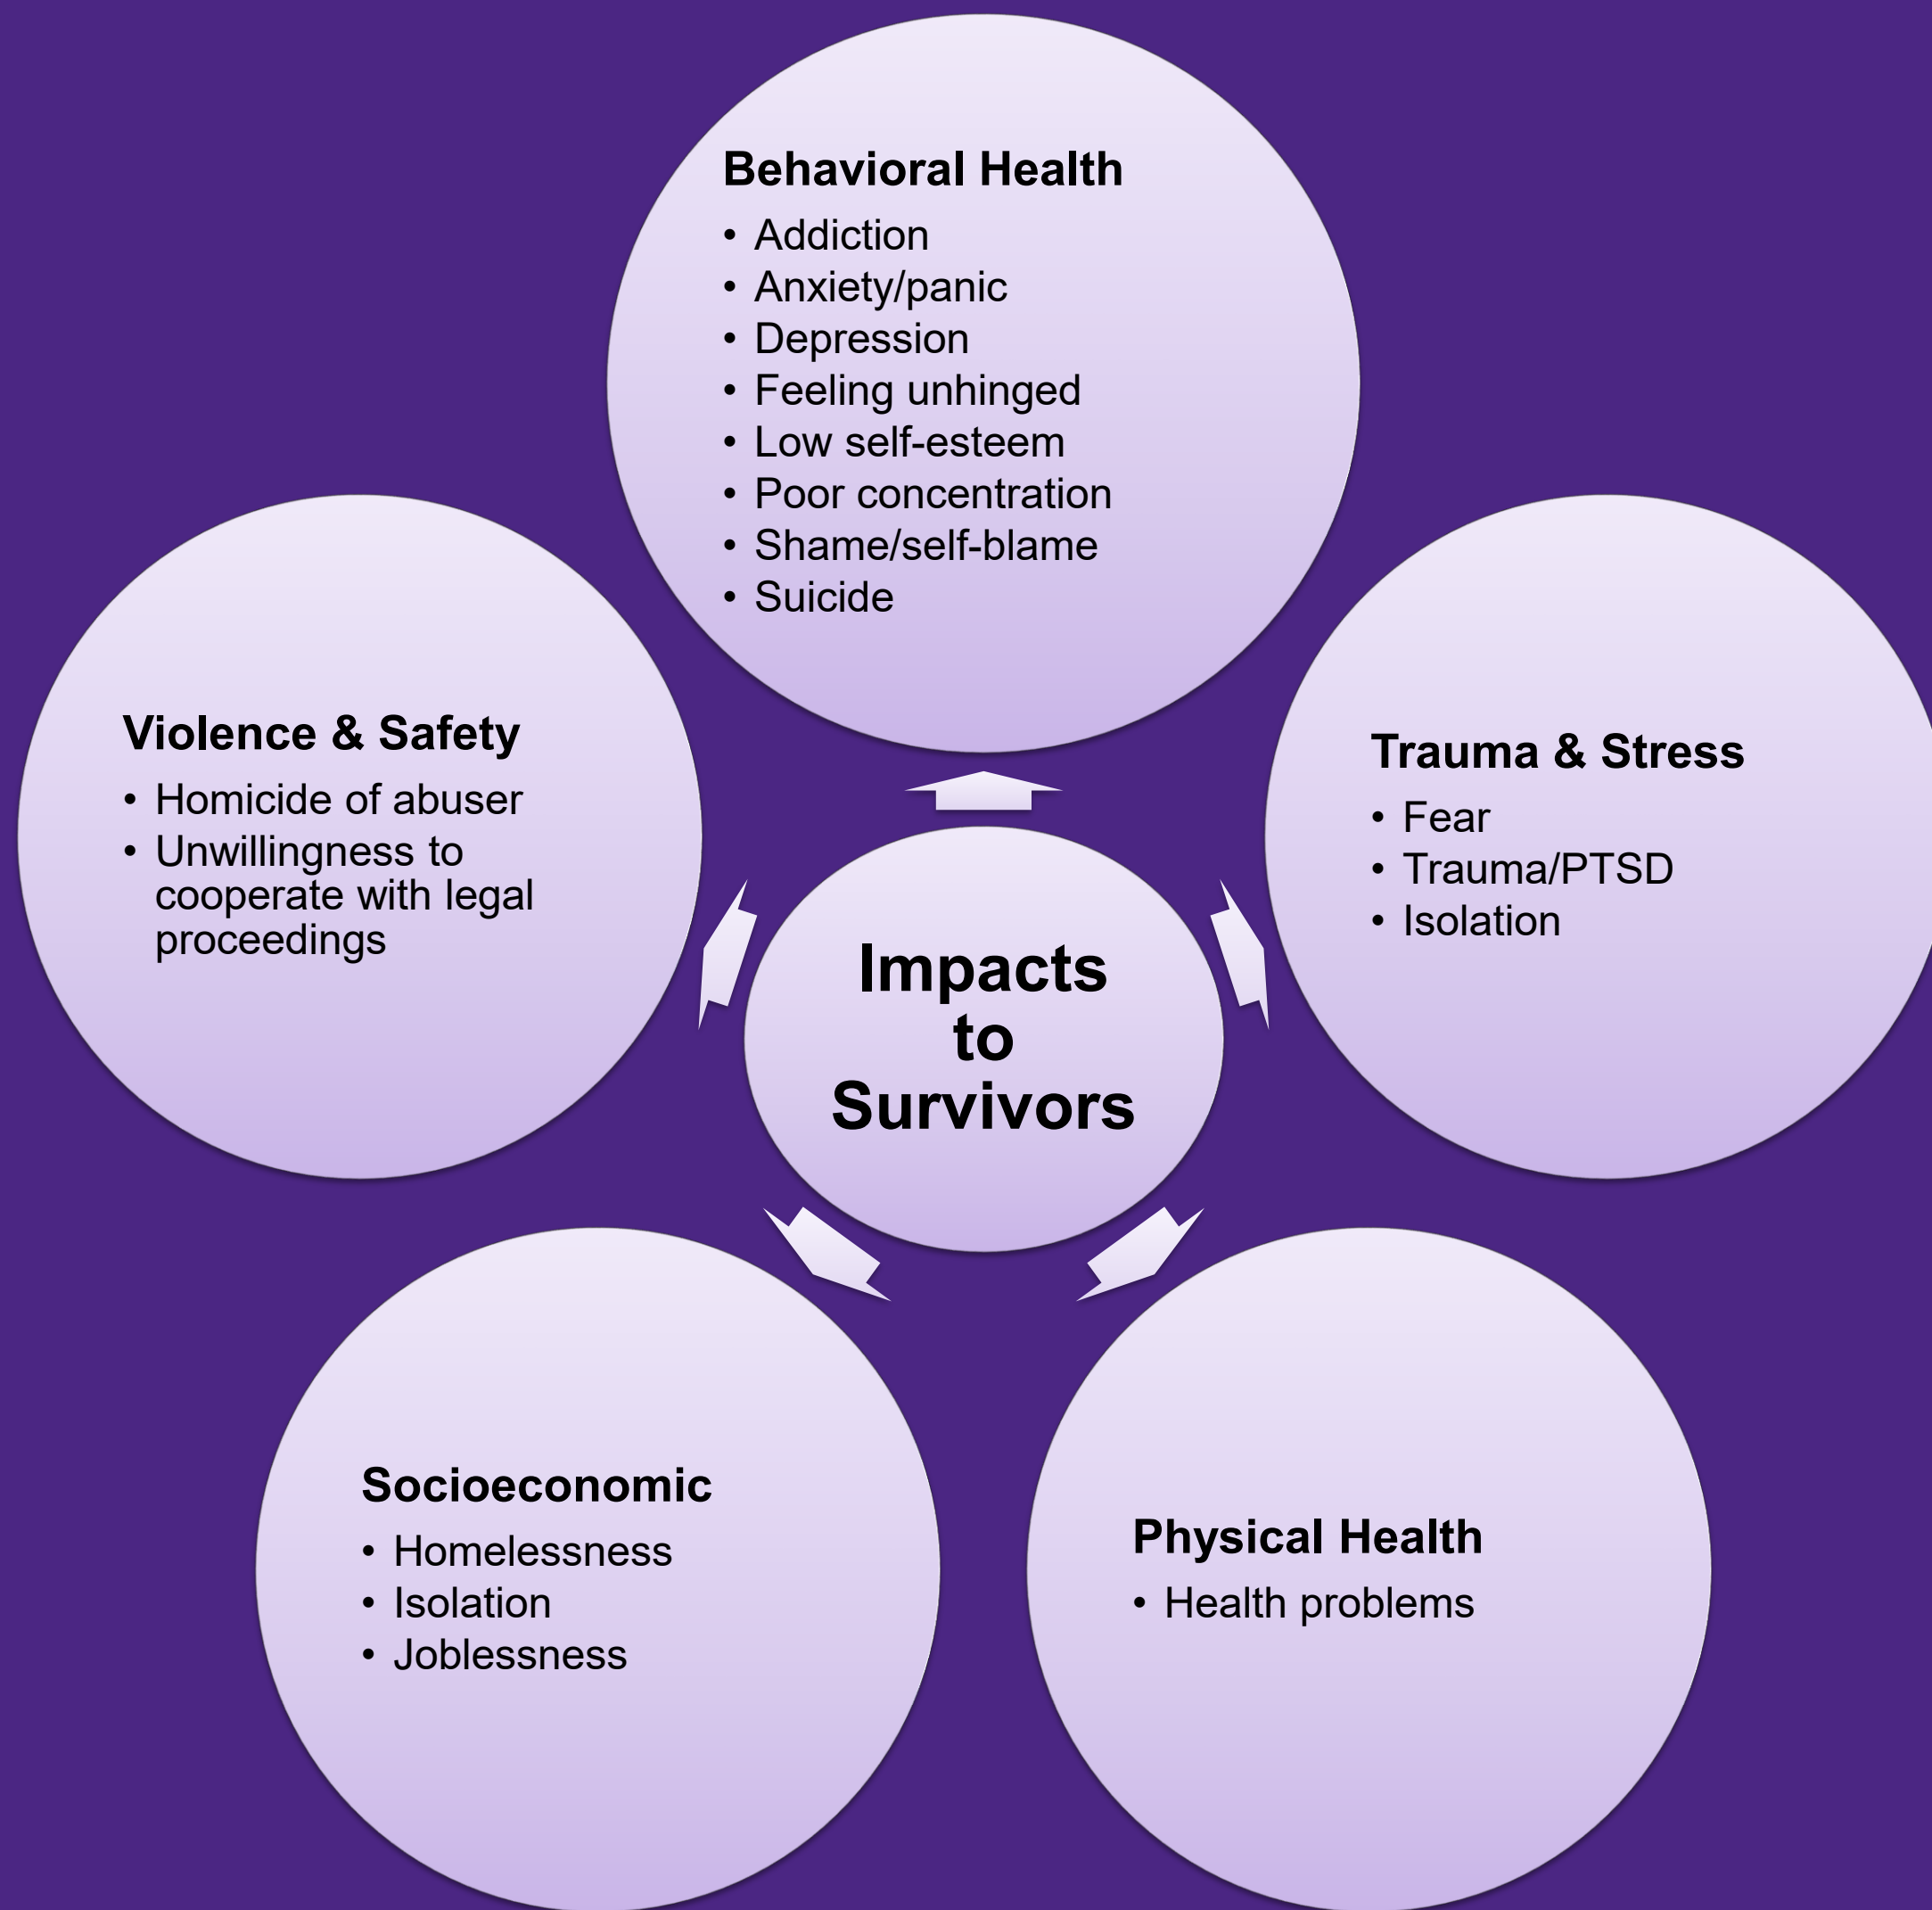 Behavioral Health
• Addiction
• Anxiety/panic
• Depression
• Feeling unhinged
• Low self-esteem
• Poor concentration
• Shame/self-blame
• Suicide
Violence & Safety
• Homicide of abuser
• Unwillingness to
cooperate with legal
proceedings
Trauma & Stress
• Fear
• Trauma/PTSD
• Isolation
Impacts
to
Survivors
Socioeconomic
• Homelessness
• Isolation
• Joblessness
Physical Health
• Health problems